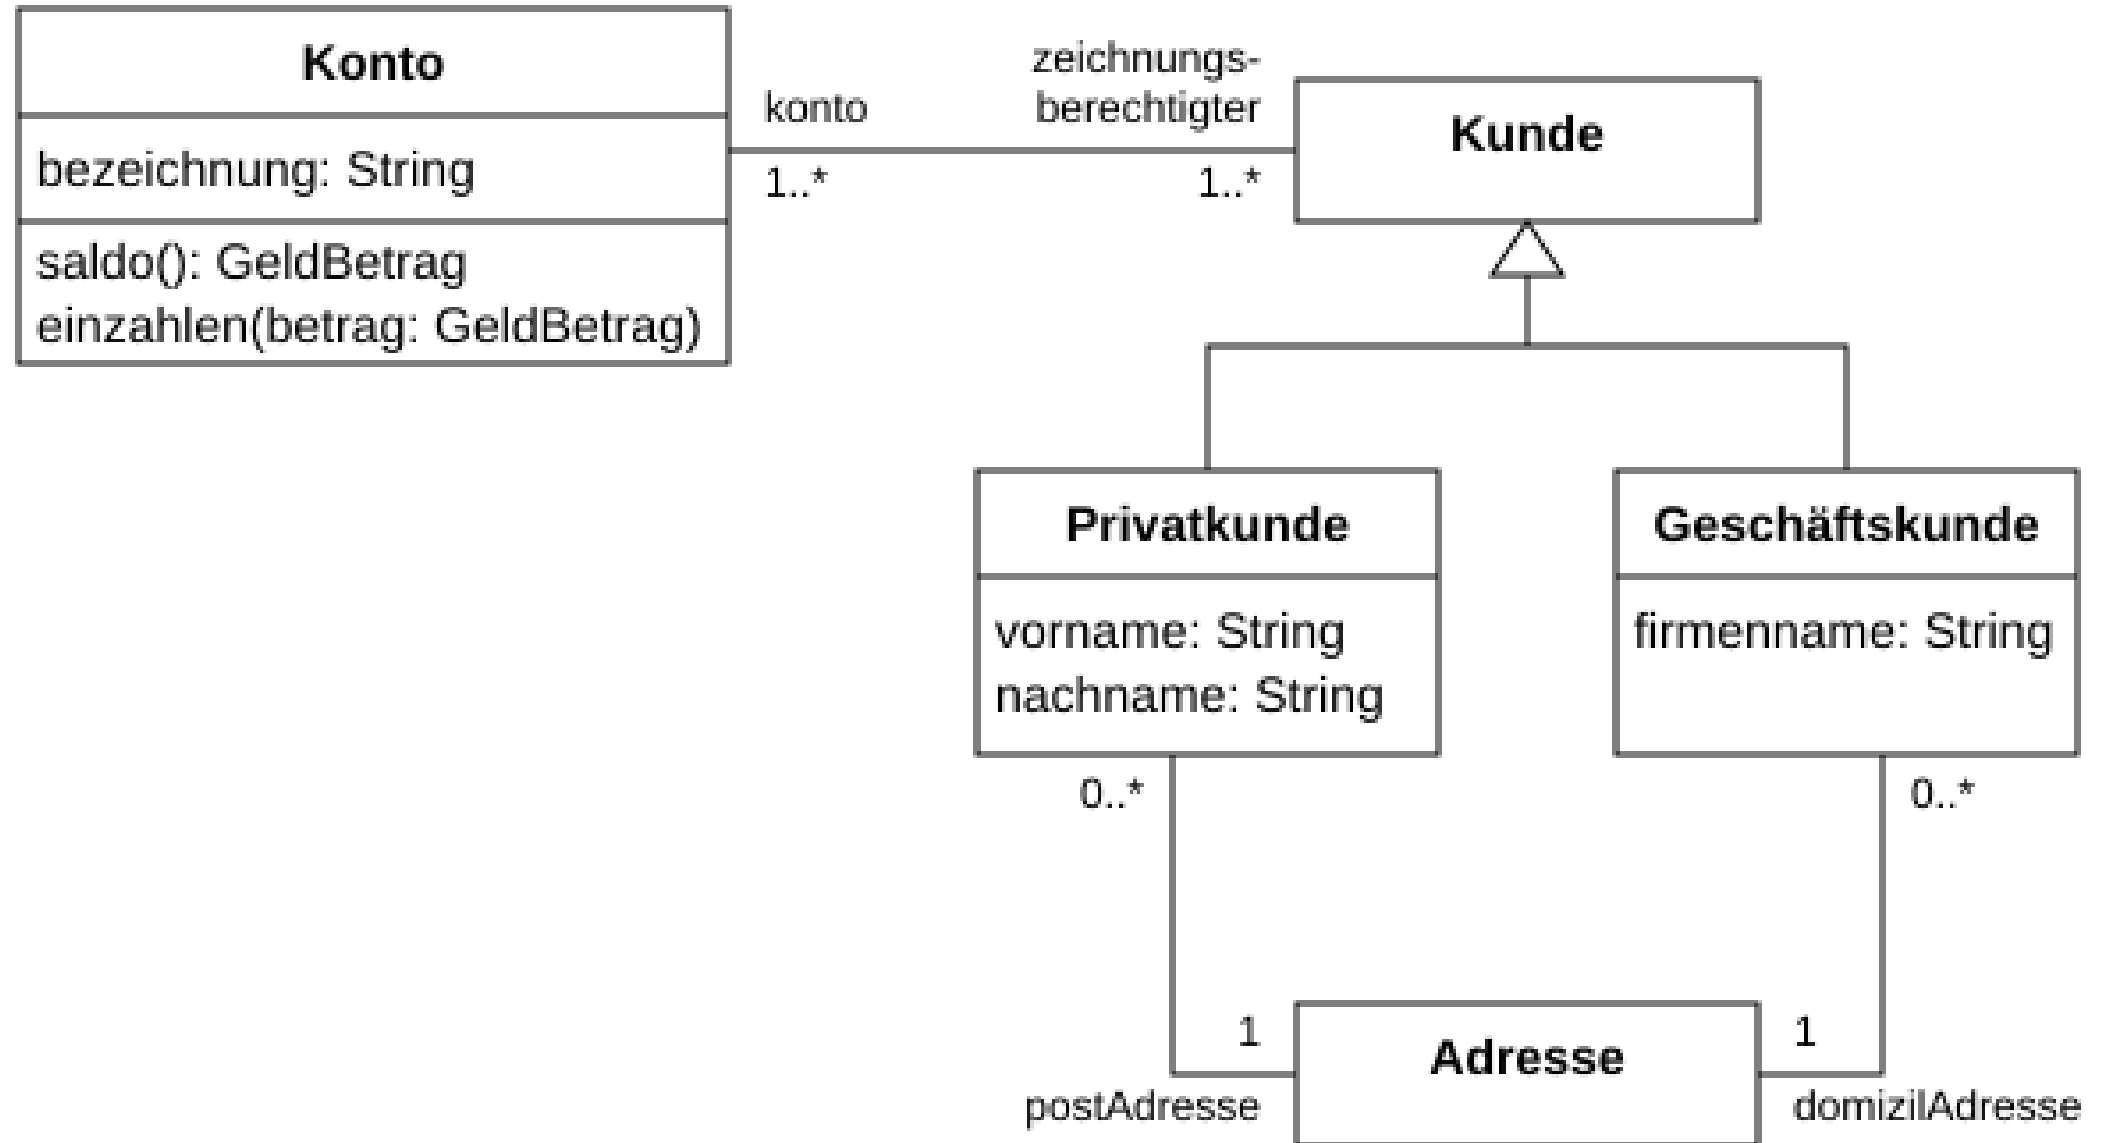 Konto
bezeichnung: String
saldo(): GeldBetrag
einzahlen(betrag: GeldBetrag)
konto
1..*
zeichnungs-
berechtigter
1..*
Kunde
Privatkunde
vorname: String
nachname: String
Geschäftskunde
firmenname: String
0..*
0..*
1
postAdresse
Adresse
1
domizilAdresse